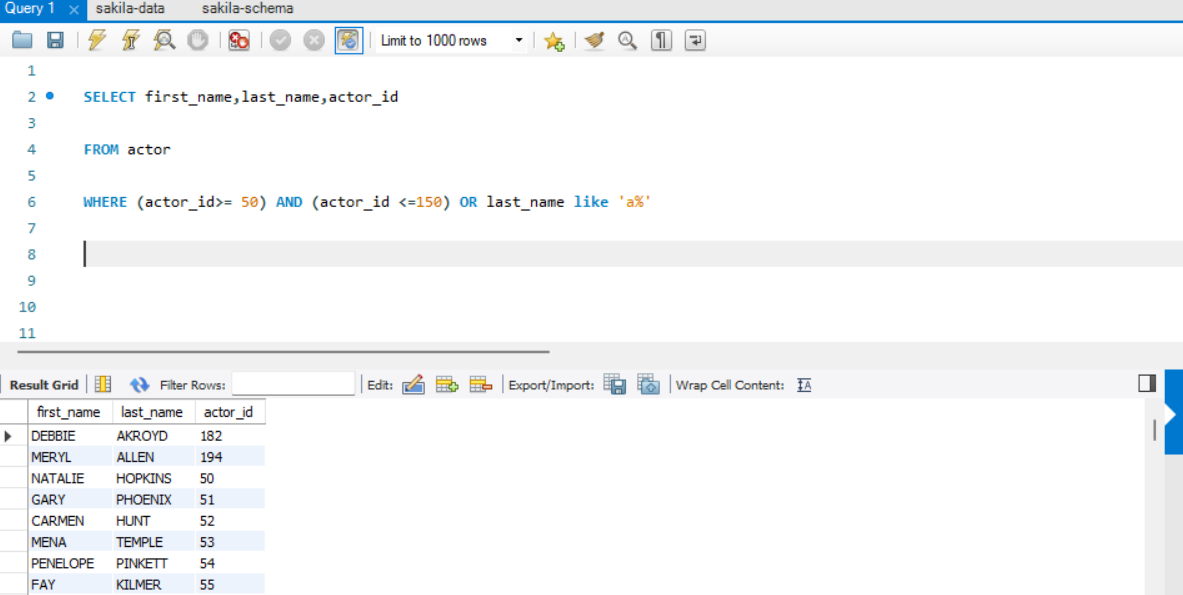 Query 1 sakila-data sakila-schema
Limit to 1000 rows
1
2 SELECT first_name,last_name,actor_id
3
4 FROM actor
5
6 WHERE (actor_id>= 50) AND (actor_id <=150) OR last_name like 'a%'
7
8
9
10
11
Result Grid Filter Rows: Edit: Export/Import: Wrap Cell Content:
first_name last_name actor_id
DEBBIE AKROYD 182
MERYL ALLEN 194
NATALIE HOPKINS 50
GARY PHOENIX 51
CARMEN HUNT 52
MENA TEMPLE 53
PENELOPE PINKETT 54
FAY KILMER 55